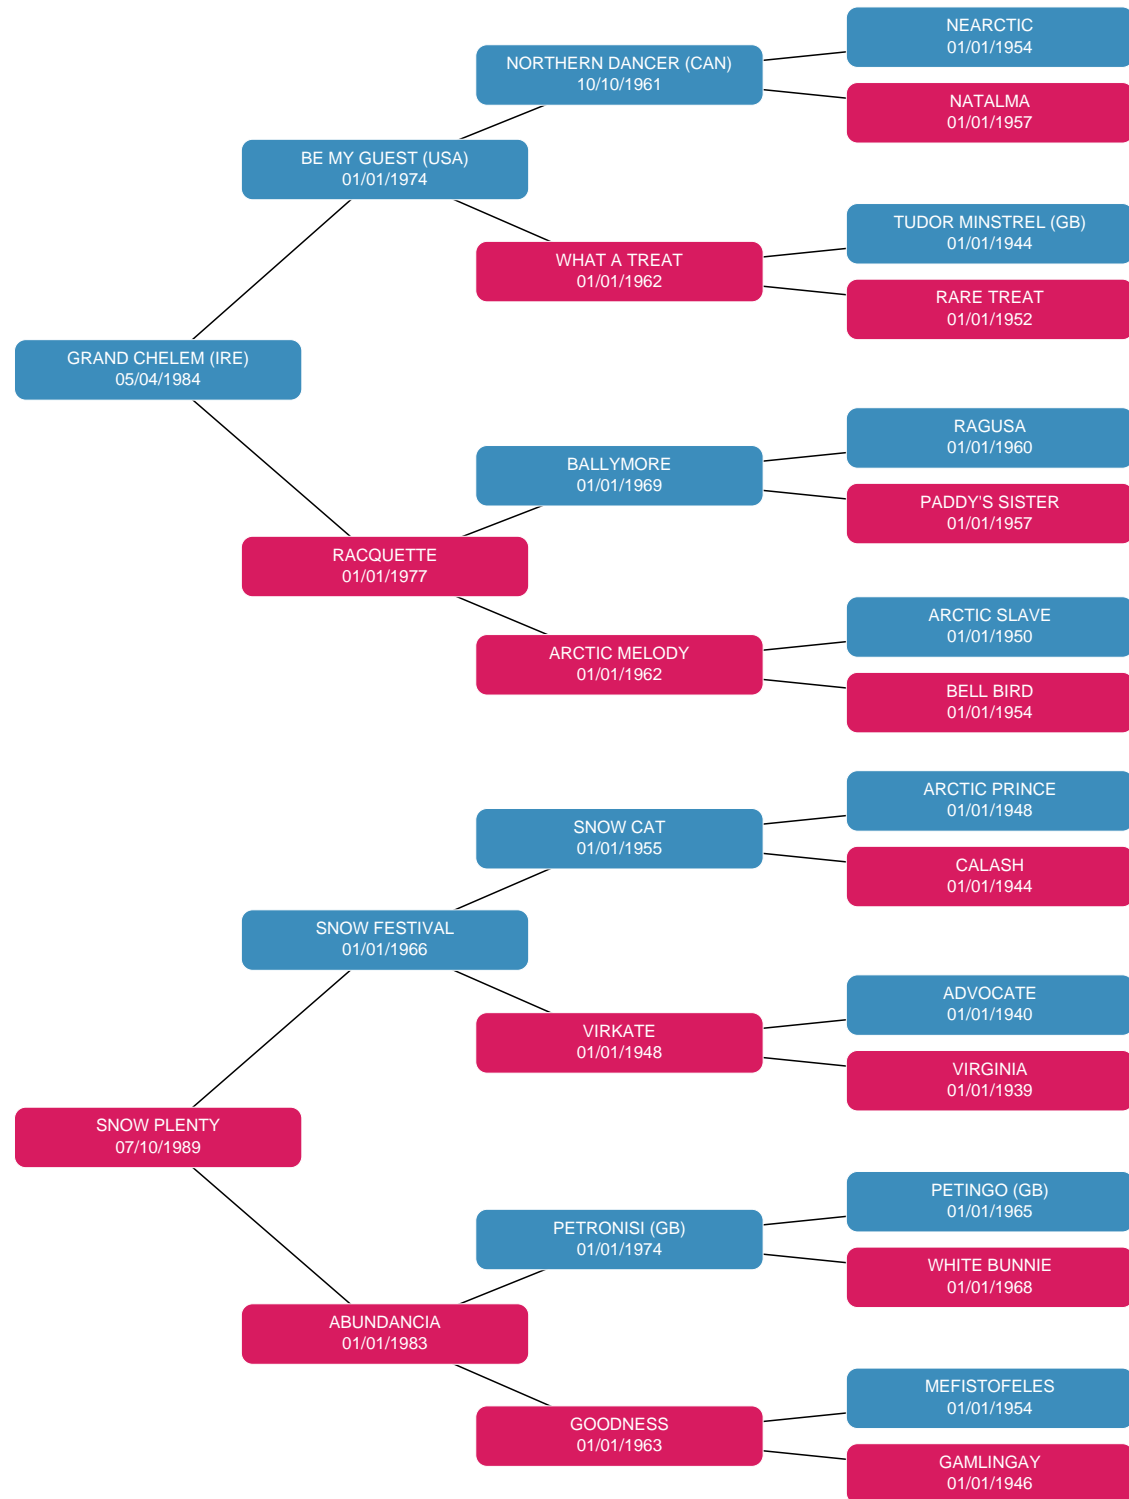 NEARCTIC
01/01/1954
NORTHERN DANCER (CAN)
10/10/1961
NATALMA
01/01/1957
BE MY GUEST (USA)
01/01/1974
TUDOR MINSTREL (GB)
01/01/1944
WHAT A TREAT
01/01/1962
RARE TREAT
01/01/1952
GRAND CHELEM (IRE)
05/04/1984
RAGUSA
01/01/1960
BALLYMORE
01/01/1969
PADDY'S SISTER
01/01/1957
RACQUETTE
01/01/1977
ARCTIC SLAVE
01/01/1950
ARCTIC MELODY
01/01/1962
BELL BIRD
01/01/1954
ARCTIC PRINCE
01/01/1948
SNOW CAT
01/01/1955
CALASH
01/01/1944
SNOW FESTIVAL
01/01/1966
ADVOCATE
01/01/1940
VIRKATE
01/01/1948
VIRGINIA
01/01/1939
SNOW PLENTY
07/10/1989
PETINGO (GB)
01/01/1965
PETRONISI (GB)
01/01/1974
WHITE BUNNIE
01/01/1968
ABUNDANCIA
01/01/1983
MEFISTOFELES
01/01/1954
GOODNESS
01/01/1963
GAMLINGAY
01/01/1946